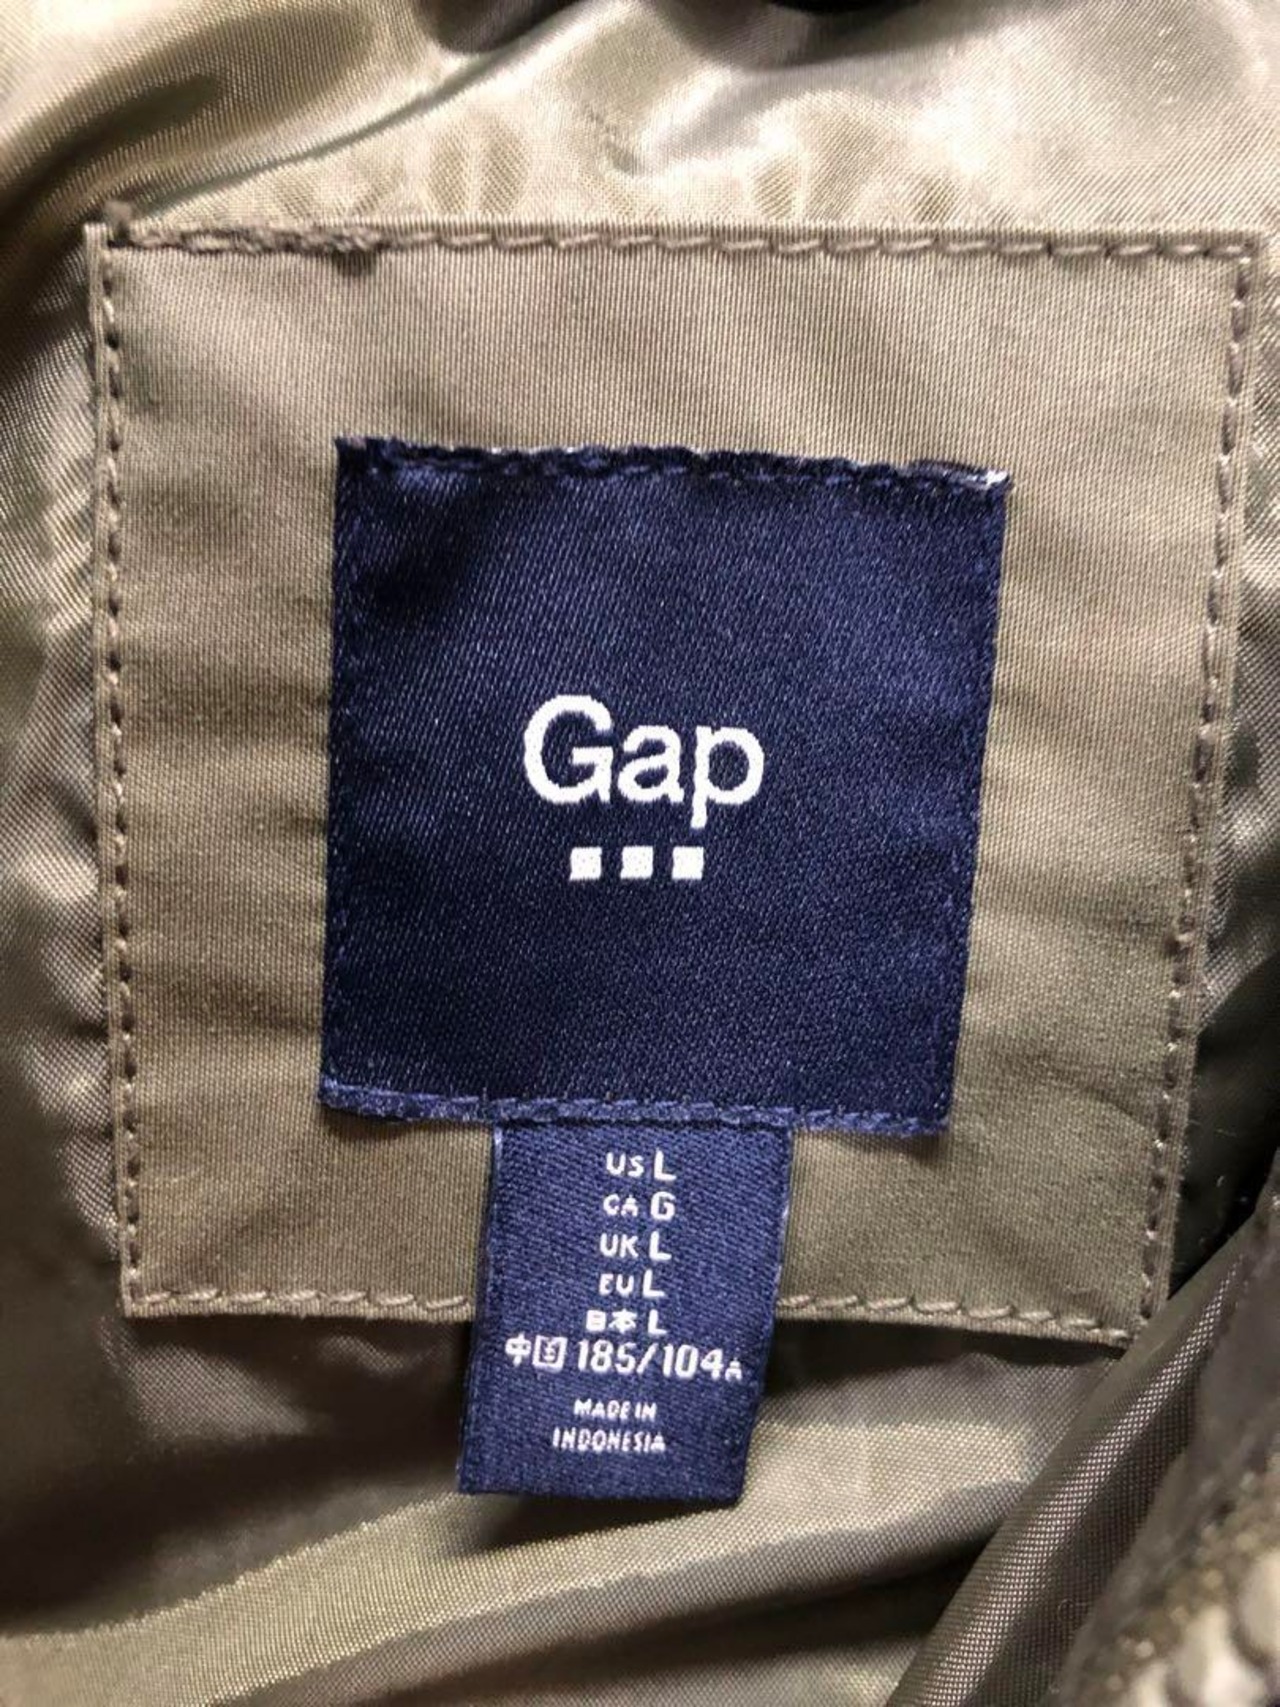 Gap
US L
CA G
UK L
EU L
日本 L
中国 185/104A
MADE IN
INDONESIA